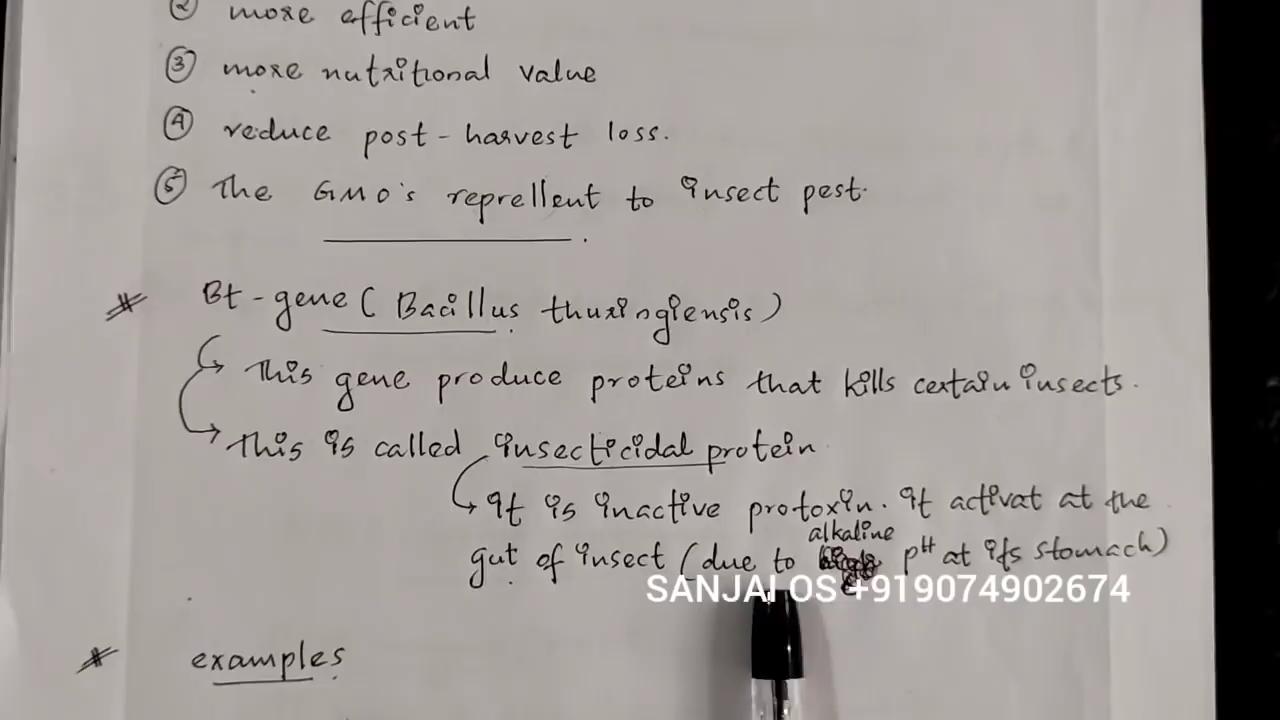 ② more efficient
③ more nutritional value
④ reduce post-harvest loss.
⑤ The GMO's reprellent to insect pest.
* Bt-gene (Bacillus thuringiensis)
This gene produce proteins that kills certain insects.
This is called insecticidal protein
It is inactive protoxin. It activat at the
alkaline
gut of insect (due to pH at its stomach)
SANJAI OS +919074902674
* examples